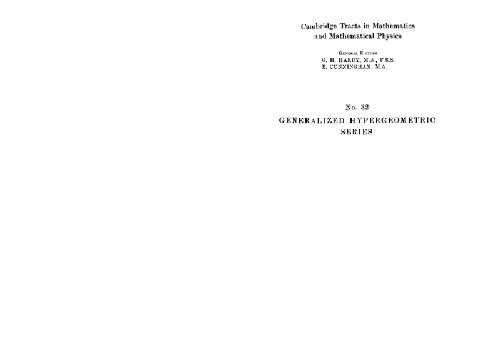 Cambridge Tracts in Mathematics
and Mathematical Physics
General Editors
G. H. HARDY, M.A., F.R.S.
E. CUNNINGHAM, M.A.
No. 32
GENERALIZED HYPERGEOMETRIC
SERIES